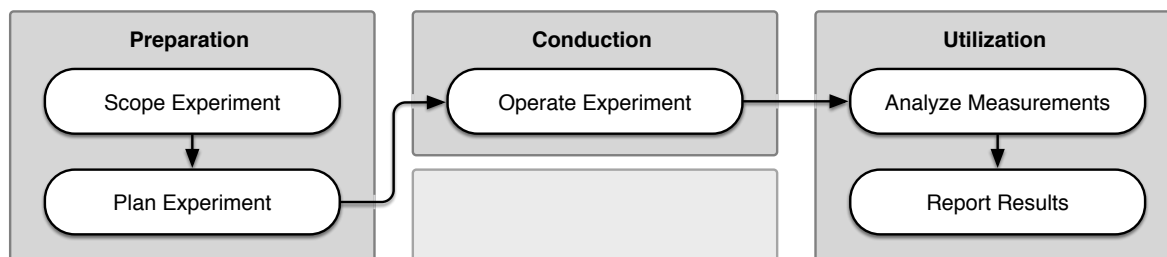 Preparation
Scope Experiment
Plan Experiment
Conduction
Operate Experiment
Utilization
Analyze Measurements
Report Results